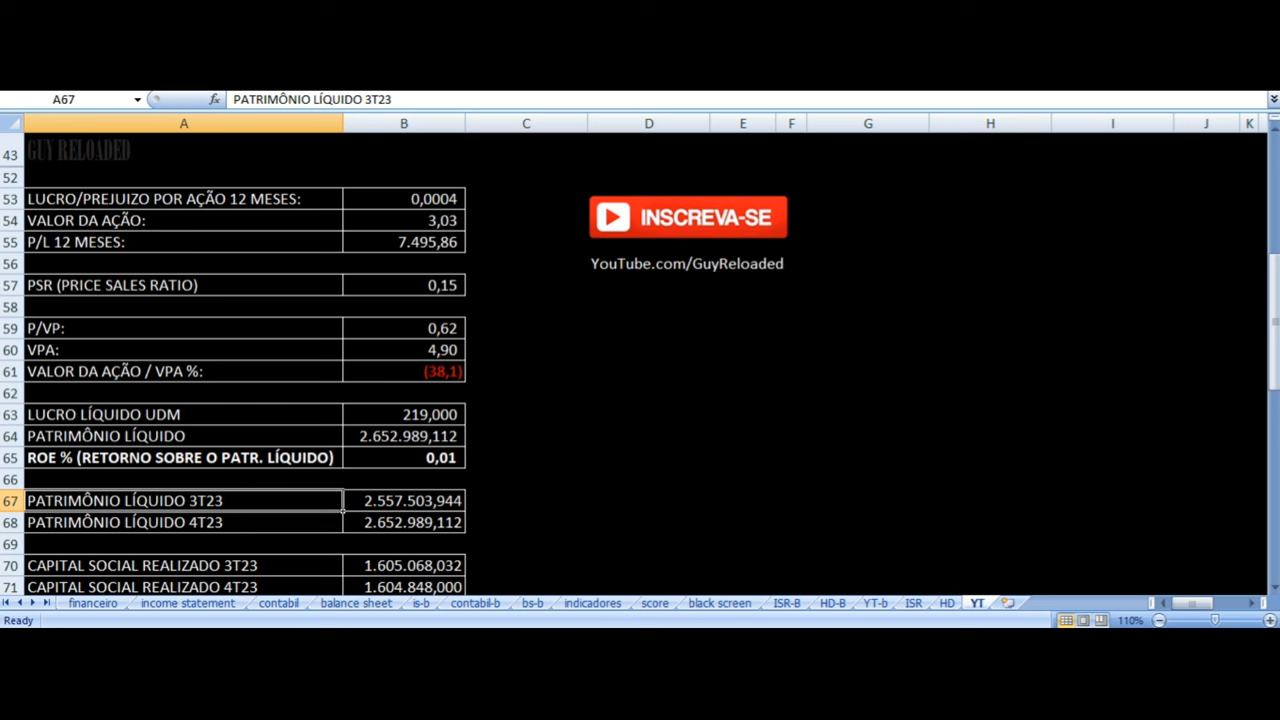 A67 fx PATRIMÔNIO LÍQUIDO 3T23
A B C D E F G H I J K
43 GUY RELOADED
52
53 LUCRO/PREJUIZO POR AÇÃO 12 MESES: 0,0004
54 VALOR DA AÇÃO: 3,03
55 P/L 12 MESES: 7.495,86
INSCREVA-SE
56 YouTube.com/GuyReloaded
57 PSR (PRICE SALES RATIO) 0,15
58
59 P/VP: 0,62
60 VPA: 4,90
61 VALOR DA AÇÃO / VPA %: (38,1)
62
63 LUCRO LÍQUIDO UDM 219,000
64 PATRIMÔNIO LÍQUIDO 2.652.989,112
65 ROE % (RETORNO SOBRE O PATR. LÍQUIDO) 0,01
66
67 PATRIMÔNIO LÍQUIDO 3T23 2.557.503,944
68 PATRIMÔNIO LÍQUIDO 4T23 2.652.989,112
69
70 CAPITAL SOCIAL REALIZADO 3T23 1.605.068,032
71 CAPITAL SOCIAL REALIZADO 4T23 1.604.848,000
financeiro income statement contabil balance sheet is-b contabil-b bs-b indicadores score black screen ISR-B HD-B YT-b ISR HD YT
Ready 110%